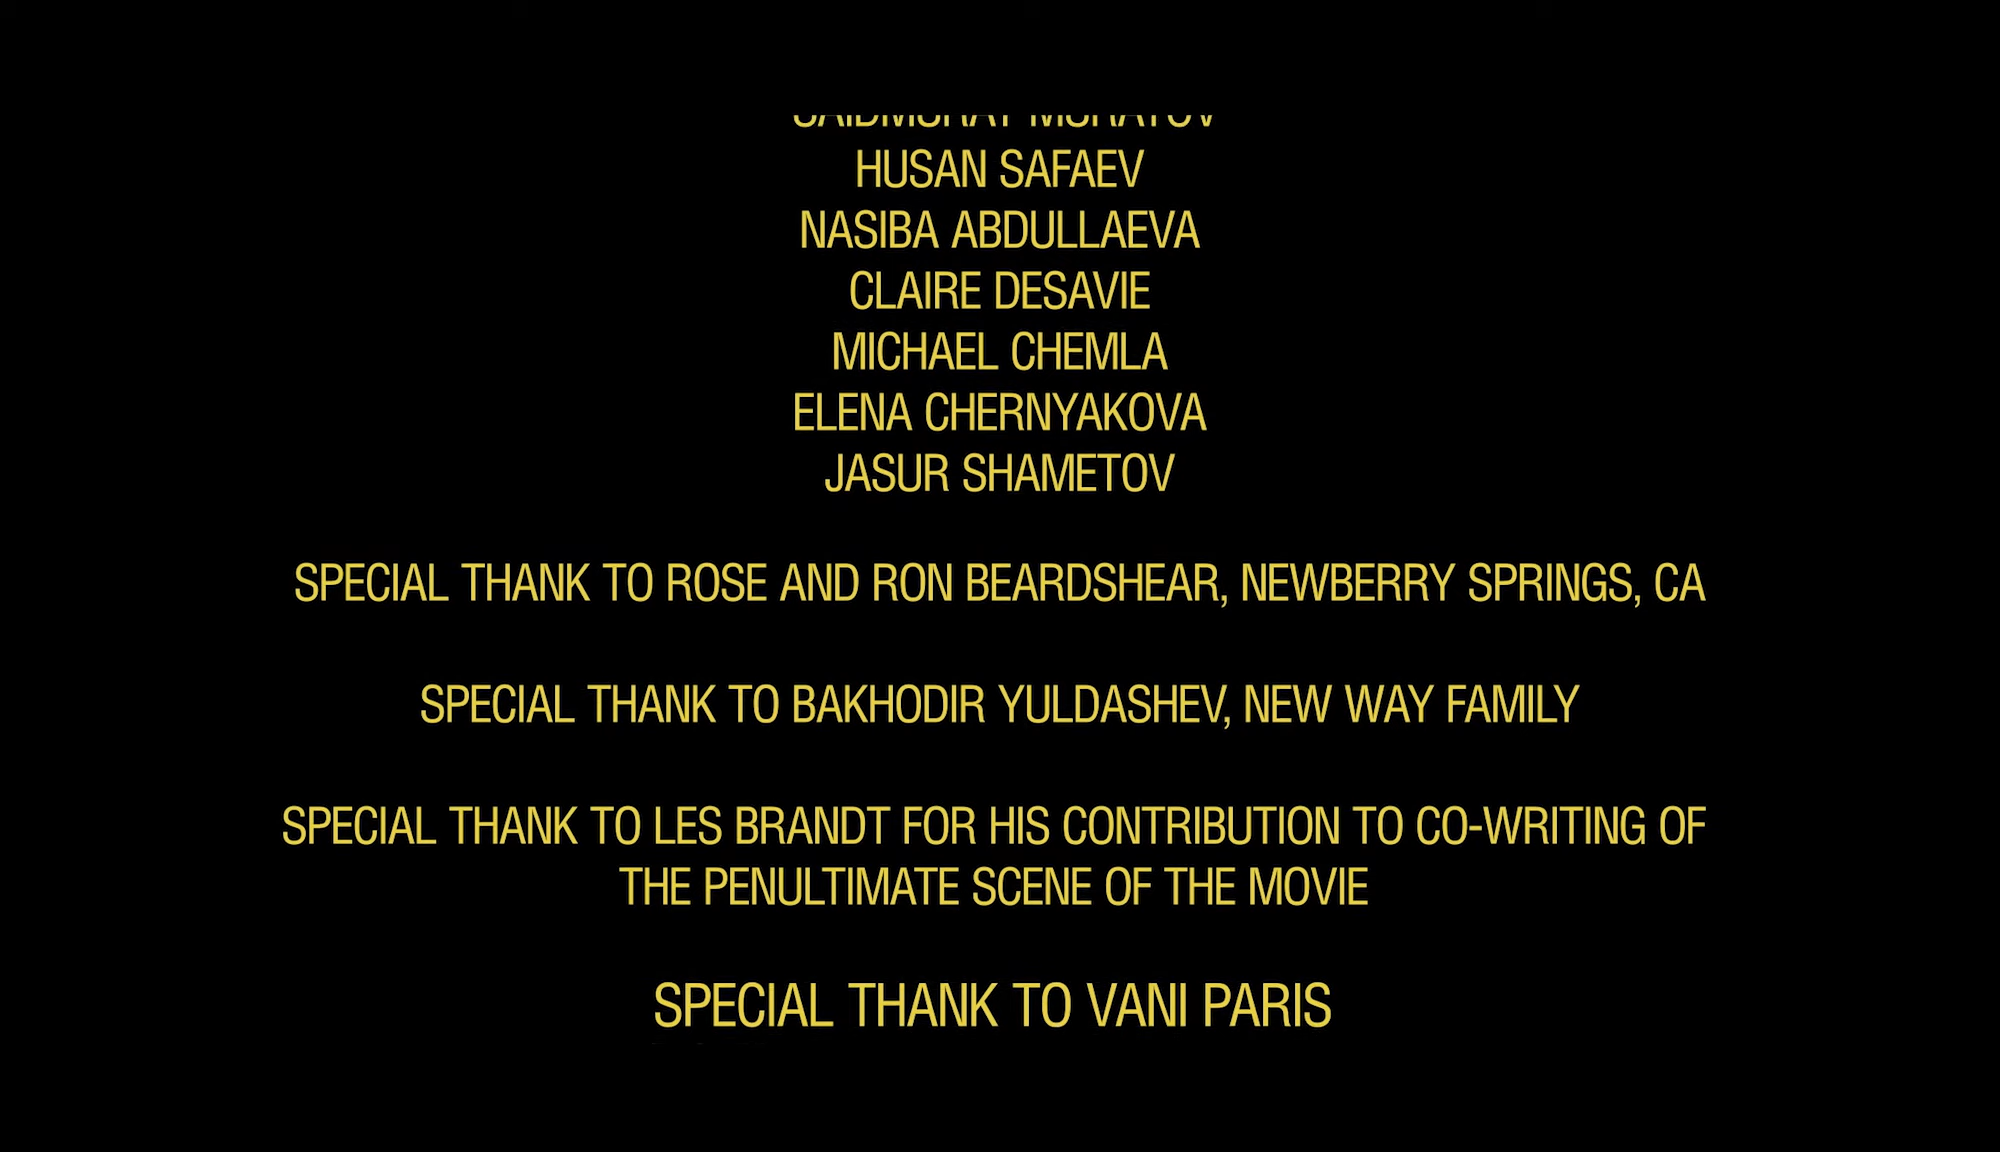 SAIDMURAT MURATOV
HUSAN SAFAEV
NASIBA ABDULLAEVA
CLAIRE DESAVIE
MICHAEL CHEMLA
ELENA CHERNYAKOVA
JASUR SHAMETOV
SPECIAL THANK TO ROSE AND RON BEARDSHEAR, NEWBERRY SPRINGS, CA
SPECIAL THANK TO BAKHODIR YULDASHEV, NEW WAY FAMILY
SPECIAL THANK TO LES BRANDT FOR HIS CONTRIBUTION TO CO-WRITING OF
THE PENULTIMATE SCENE OF THE MOVIE
SPECIAL THANK TO VANI PARIS